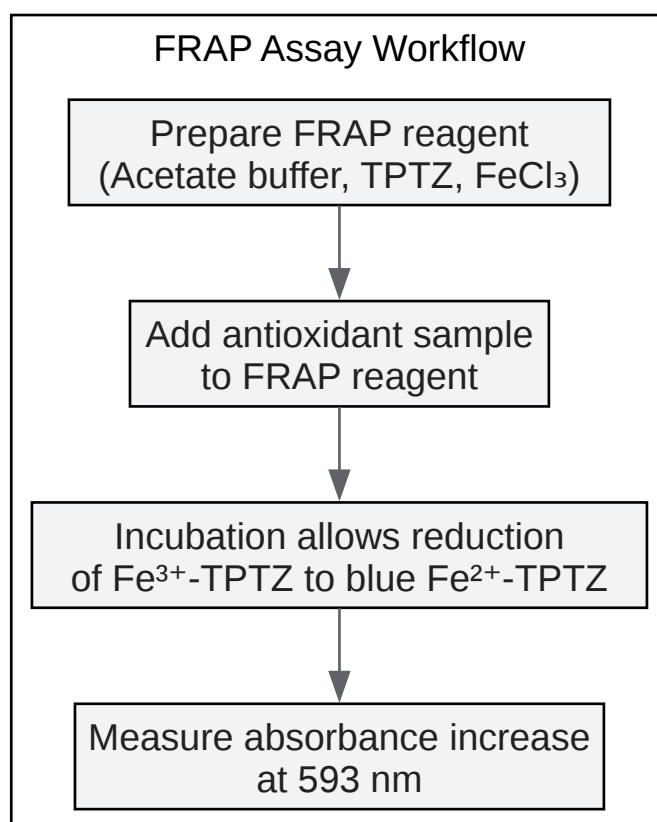 FRAP Assay Workflow
Prepare FRAP reagent
(Acetate buffer, TPTZ, FeCl₃)
Add antioxidant sample
to FRAP reagent
Incubation allows reduction
of Fe³⁺-TPTZ to blue Fe²⁺-TPTZ
Measure absorbance increase
at 593 nm